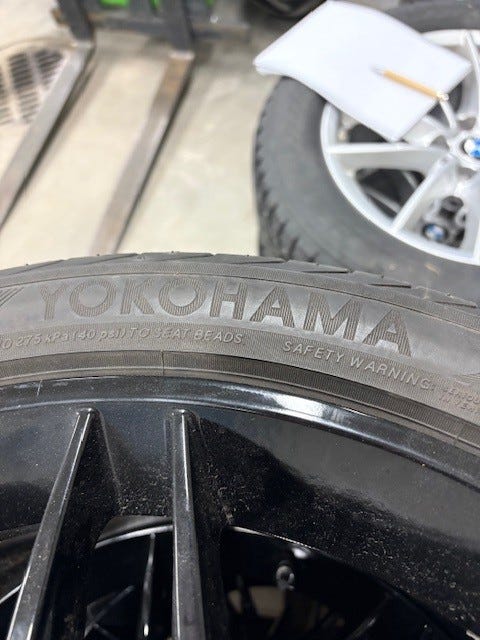 YOKOHAMA
275 kPa (40 psi) TO SEAT BEADS
SAFETY WARNING: